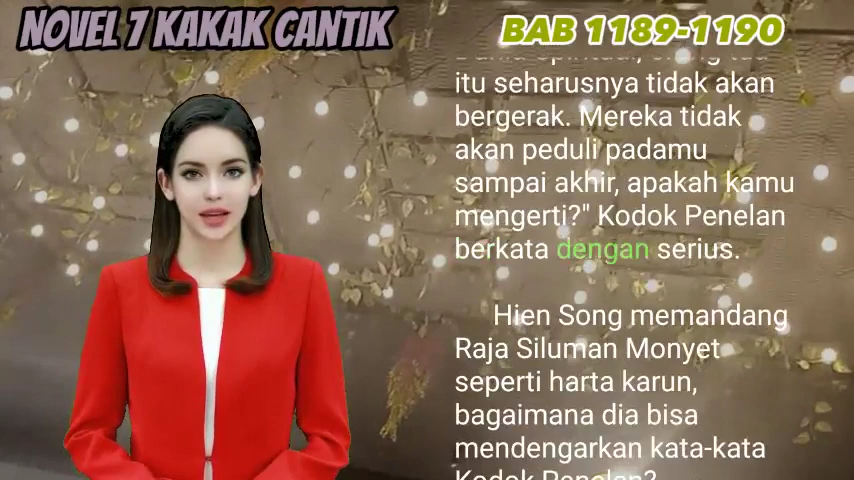 NOVEL 7 KAKAK CANTIK
BAB 1189-1190
itu seharusnya tidak akan
bergerak. Mereka tidak
akan peduli padamu
sampai akhir, apakah kamu
mengerti?" Kodok Penelan
berkata dengan serius.
Hien Song memandang
Raja Siluman Monyet
seperti harta karun,
bagaimana dia bisa
mendengarkan kata-kata
Kodok Penelan?